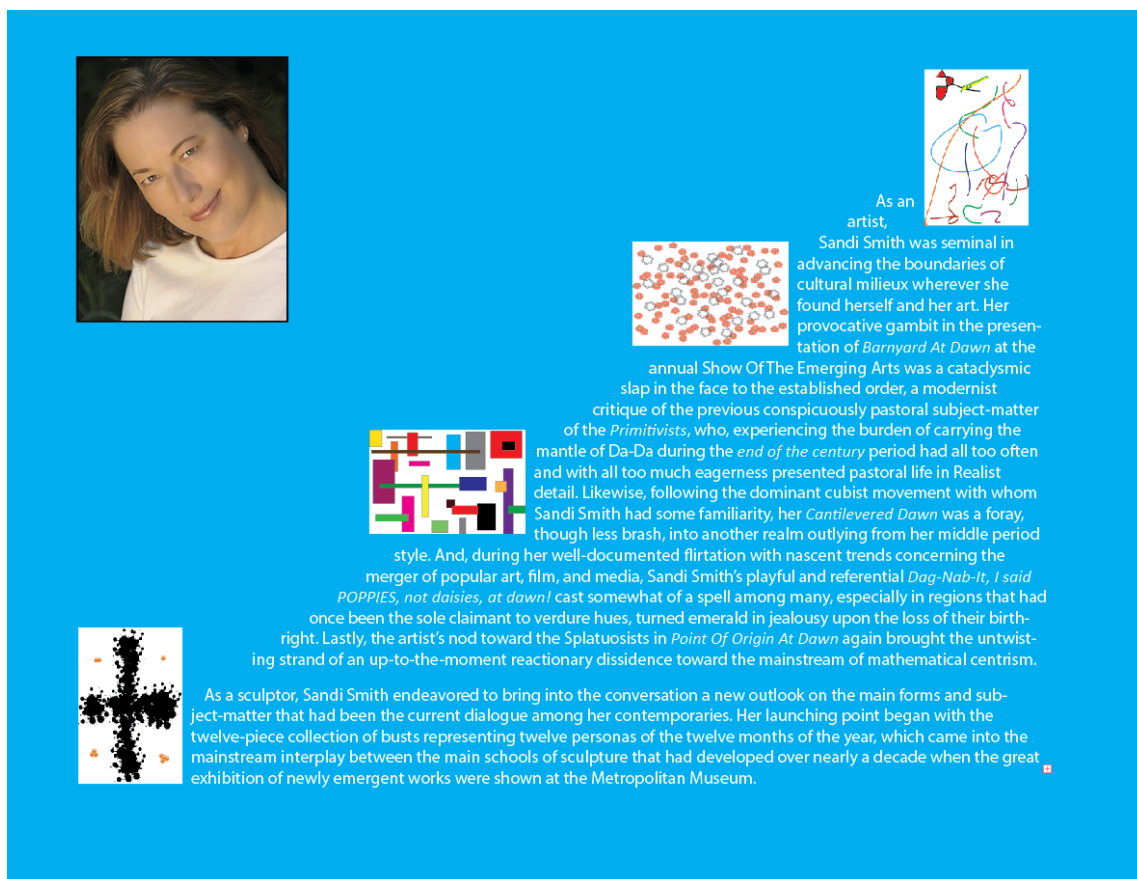 As an
artist,
Sandi Smith was seminal in
advancing the boundaries of
cultural milieux wherever she
found herself and her art. Her
provocative gambit in the presen-
tation of Barnyard At Dawn at the
annual Show Of The Emerging Arts was a cataclysmic
slap in the face to the established order, a modernist
critique of the previous conspicuously pastoral subject-matter
of the Primitivists, who, experiencing the burden of carrying the
mantle of Da-Da during the end of the century period had all too often
and with all too much eagerness presented pastoral life in Realist
detail. Likewise, following the dominant cubist movement with whom
Sandi Smith had some familiarity, her Cantilevered Dawn was a foray,
though less brash, into another realm outlying from her middle period
style. And, during her well-documented flirtation with nascent trends concerning the
merger of popular art, film, and media, Sandi Smith's playful and referential Dag-Nab-It, I said
POPPIES, not daisies, at dawn! cast somewhat of a spell among many, especially in regions that had
once been the sole claimant to verdure hues, turned emerald in jealousy upon the loss of their birth-
right. Lastly, the artist's nod toward the Splatuosists in Point Of Origin At Dawn again brought the untwist-
ing strand of an up-to-the-moment reactionary dissidence toward the mainstream of mathematical centrism.
As a sculptor, Sandi Smith endeavored to bring into the conversation a new outlook on the main forms and sub-
ject-matter that had been the current dialogue among her contemporaries. Her launching point began with the
twelve-piece collection of busts representing twelve personas of the twelve months of the year, which came into the
mainstream interplay between the main schools of sculpture that had developed over nearly a decade when the great
exhibition of newly emergent works were shown at the Metropolitan Museum.